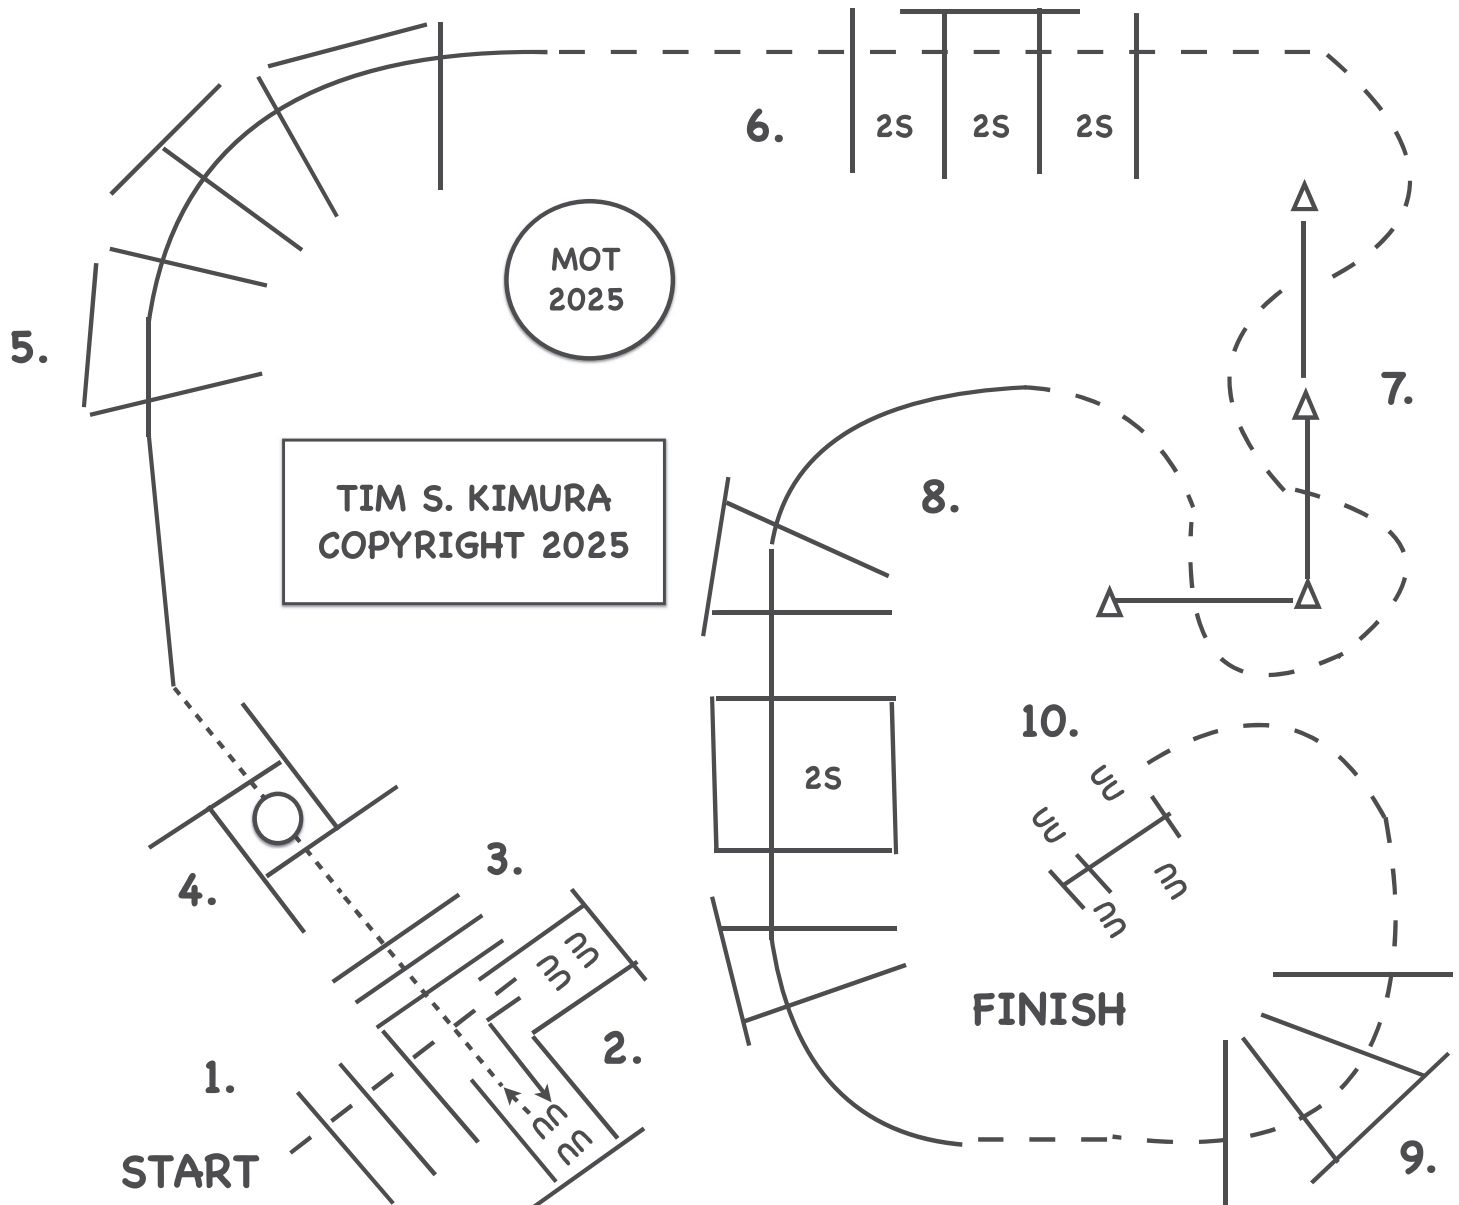 6.
2S 2S 2S
MOT
2025
5.
7.
TIM S. KIMURA
COPYRIGHT 2025
8.
10.
2S
3.
4.
FINISH
2.
1.
START
9.